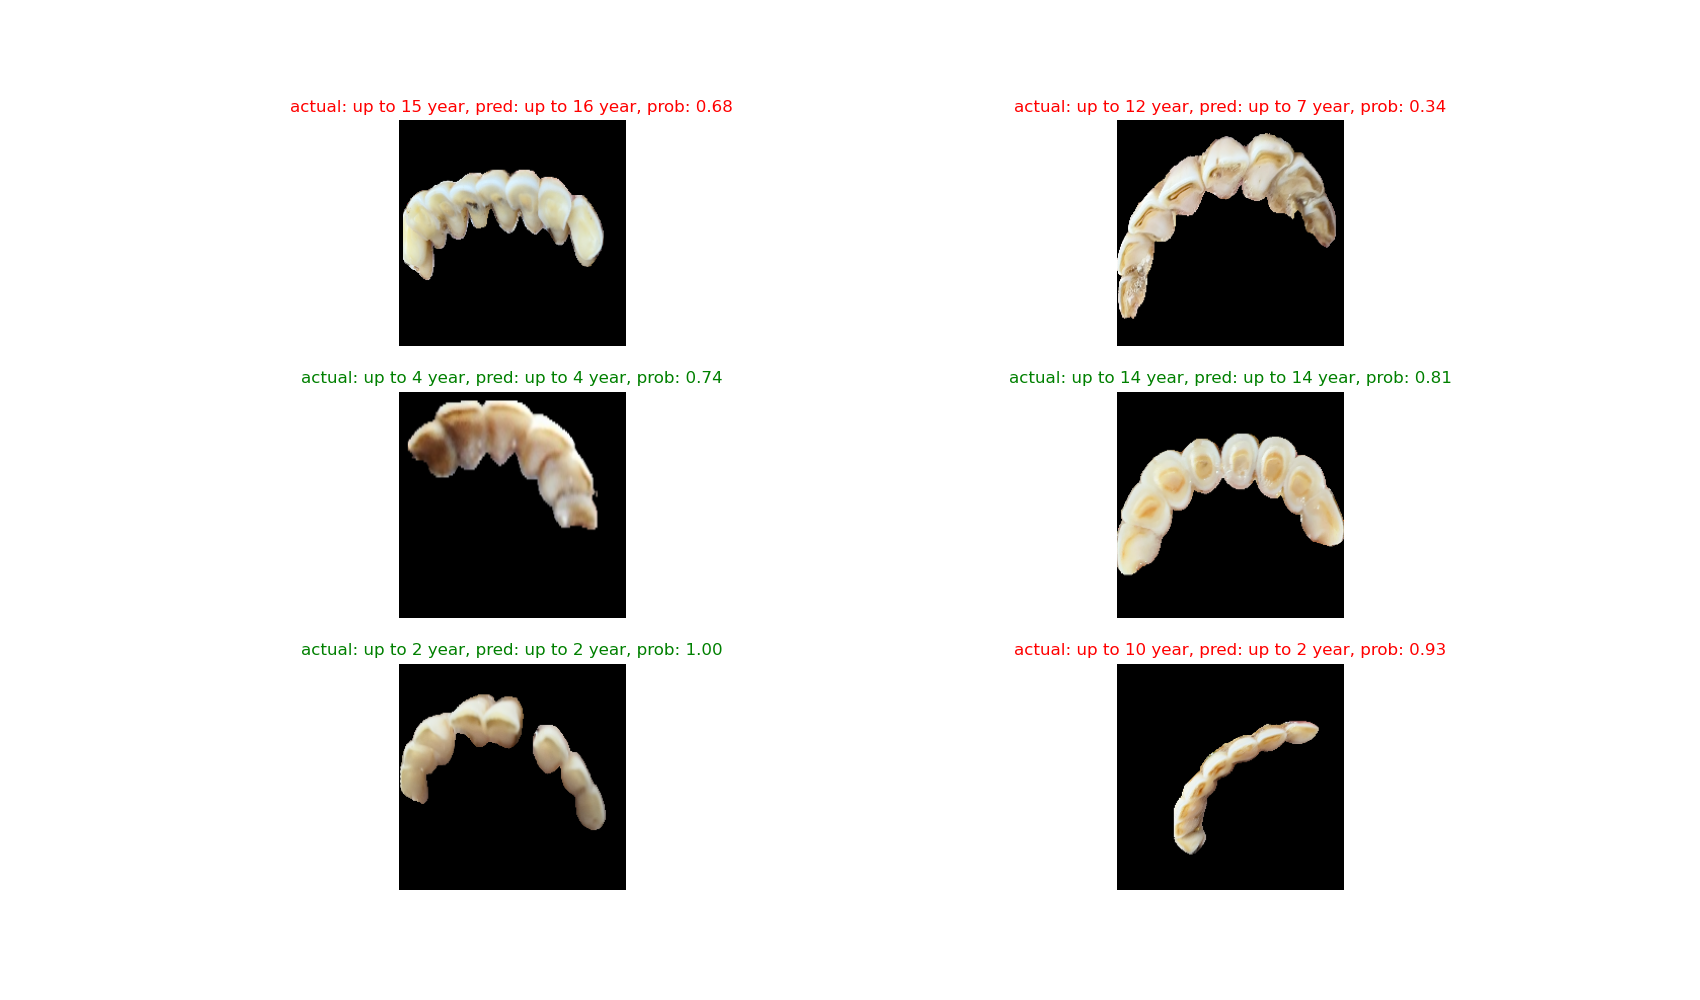 actual: up to 15 year, pred: up to 16 year, prob: 0.68
actual: up to 12 year, pred: up to 7 year, prob: 0.34
actual: up to 4 year, pred: up to 4 year, prob: 0.74
actual: up to 14 year, pred: up to 14 year, prob: 0.81
actual: up to 2 year, pred: up to 2 year, prob: 1.00
actual: up to 10 year, pred: up to 2 year, prob: 0.93